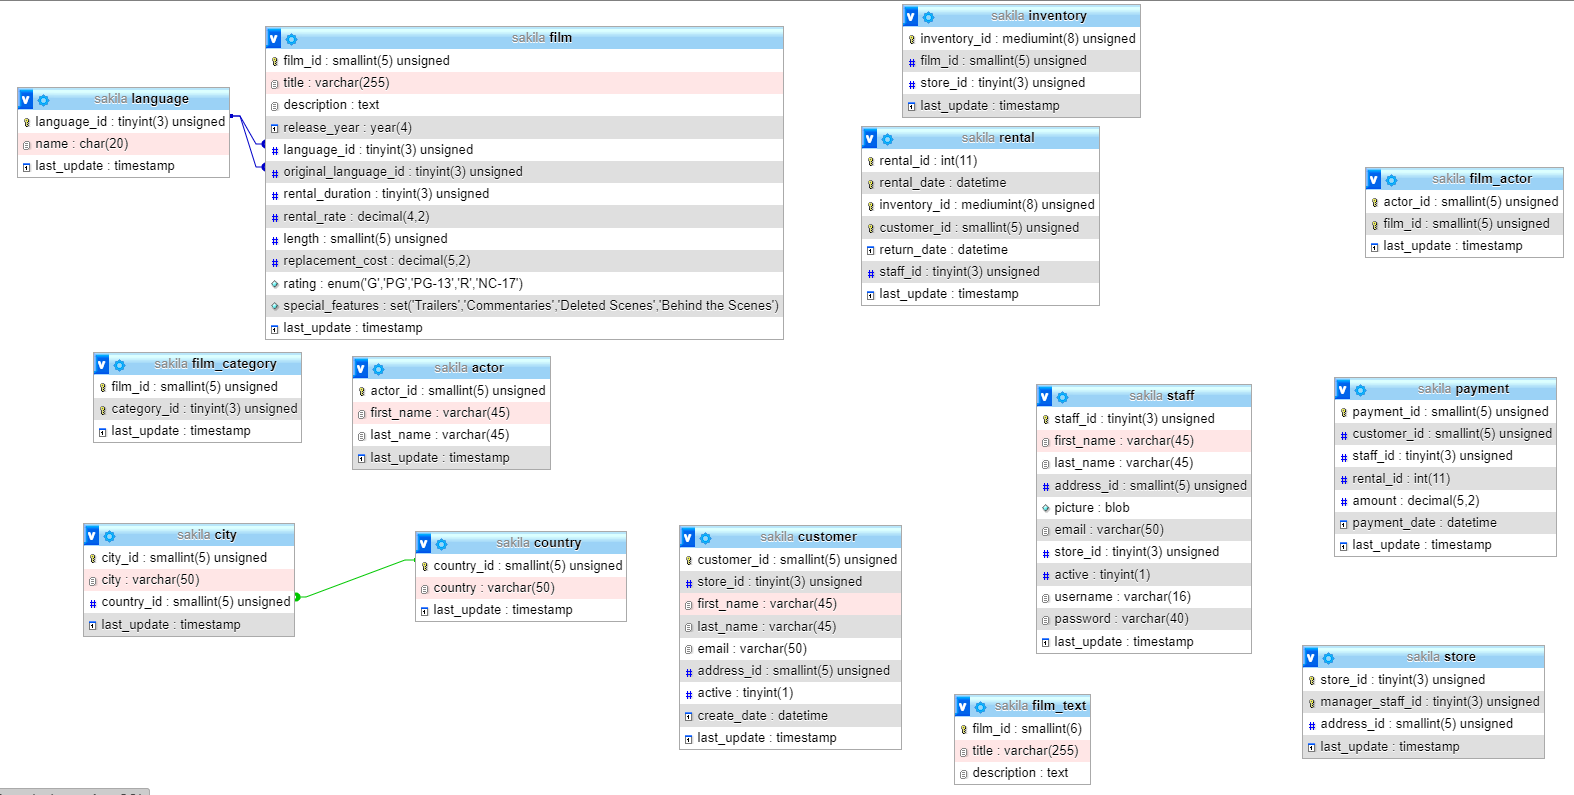 sakila language
language_id : tinyint(3) unsigned
name : char(20)
last_update : timestamp
sakila film
film_id : smallint(5) unsigned
title : varchar(255)
description : text
release_year : year(4)
language_id : tinyint(3) unsigned
original_language_id : tinyint(3) unsigned
rental_duration : tinyint(3) unsigned
rental_rate : decimal(4,2)
length : smallint(5) unsigned
replacement_cost : decimal(5,2)
rating : enum('G','PG','PG-13','R','NC-17')
special_features : set('Trailers','Commentaries','Deleted Scenes','Behind the Scenes')
last_update : timestamp
sakila inventory
inventory_id : mediumint(8) unsigned
film_id : smallint(5) unsigned
store_id : tinyint(3) unsigned
last_update : timestamp
sakila rental
rental_id : int(11)
rental_date : datetime
inventory_id : mediumint(8) unsigned
customer_id : smallint(5) unsigned
return_date : datetime
staff_id : tinyint(3) unsigned
last_update : timestamp
sakila film_actor
actor_id : smallint(5) unsigned
film_id : smallint(5) unsigned
last_update : timestamp
sakila film_category
film_id : smallint(5) unsigned
category_id : tinyint(3) unsigned
last_update : timestamp
sakila actor
actor_id : smallint(5) unsigned
first_name : varchar(45)
last_name : varchar(45)
last_update : timestamp
sakila staff
staff_id : tinyint(3) unsigned
first_name : varchar(45)
last_name : varchar(45)
address_id : smallint(5) unsigned
picture : blob
email : varchar(50)
store_id : tinyint(3) unsigned
active : tinyint(1)
username : varchar(16)
password : varchar(40)
last_update : timestamp
sakila payment
payment_id : smallint(5) unsigned
customer_id : smallint(5) unsigned
staff_id : tinyint(3) unsigned
rental_id : int(11)
amount : decimal(5,2)
payment_date : datetime
last_update : timestamp
sakila city
city_id : smallint(5) unsigned
city : varchar(50)
country_id : smallint(5) unsigned
last_update : timestamp
sakila country
country_id : smallint(5) unsigned
country : varchar(50)
last_update : timestamp
sakila customer
customer_id : smallint(5) unsigned
store_id : tinyint(3) unsigned
first_name : varchar(45)
last_name : varchar(45)
email : varchar(50)
address_id : smallint(5) unsigned
active : tinyint(1)
create_date : datetime
last_update : timestamp
sakila film_text
film_id : smallint(6)
title : varchar(255)
description : text
sakila store
store_id : tinyint(3) unsigned
manager_staff_id : tinyint(3) unsigned
address_id : smallint(5) unsigned
last_update : timestamp